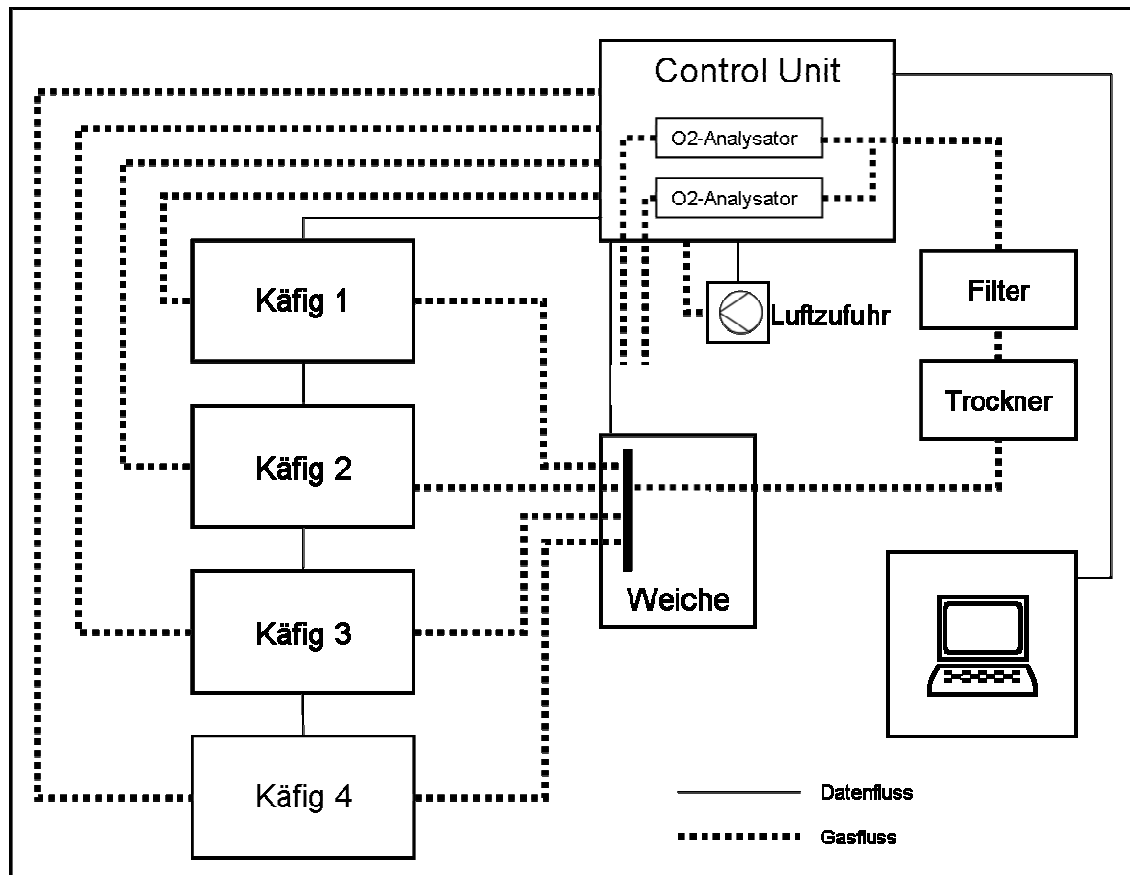 Control Unit
O2-Analysator
O2-Analysator
Käfig 1
Filter
Luftzufuhr
Trockner
Käfig 2
Weiche
Käfig 3
Käfig 4
Datenfluss
Gasfluss